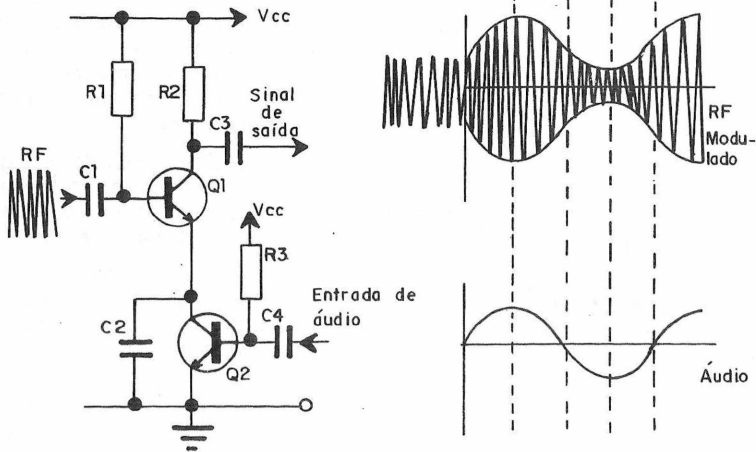 Vcc
R1
R2
Sinal
de
saída
C3
RF
C1
Q1
Vcc
R3
Entrada de
áudio
C2
C4
Q2
RF
Modu-
lado
Áudio